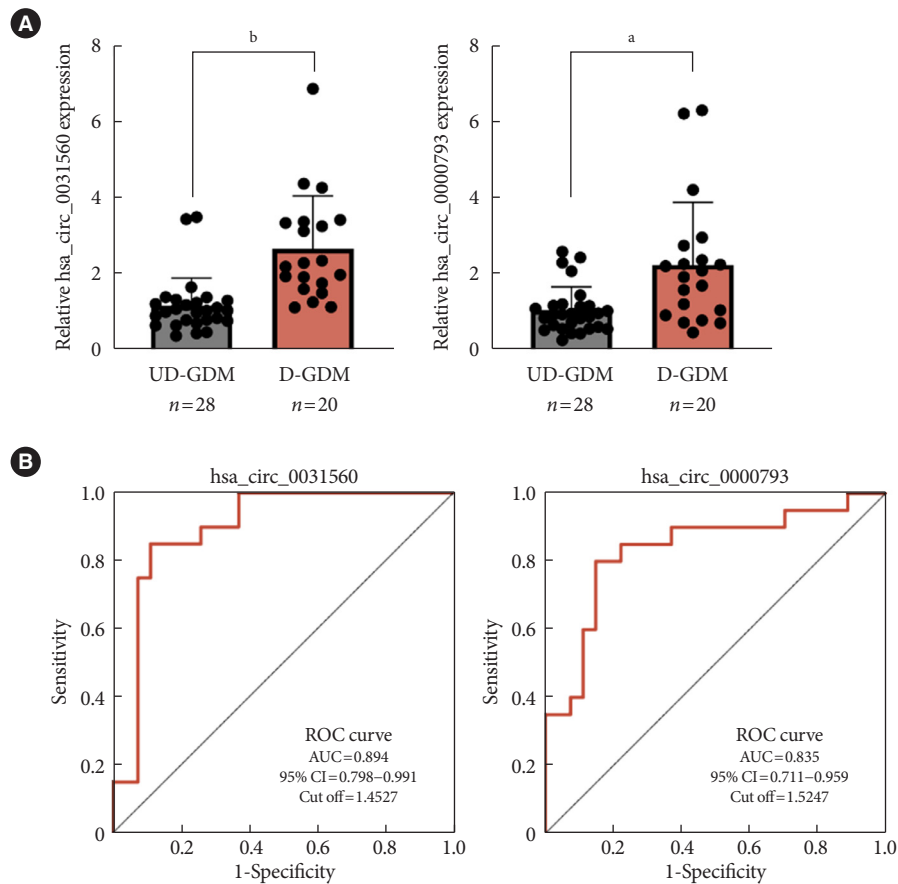 A
Relative hsa_circ_0031560 expression
8
6
4
2
0
b
UD-GDM
n=28
D-GDM
n=20
Relative hsa_circ_0000793 expression
8
6
4
2
0
a
UD-GDM
n=28
D-GDM
n=20
B
hsa_circ_0031560
Sensitivity
1.0
0.8
0.6
0.4
0.2
0
ROC curve
AUC=0.894
95% CI=0.798–0.991
Cut off=1.4527
0.2
0.4
0.6
0.8
1.0
1-Specificity
hsa_circ_0000793
Sensitivity
1.0
0.8
0.6
0.4
0.2
0
ROC curve
AUC=0.835
95% CI=0.711–0.959
Cut off=1.5247
0.2
0.4
0.6
0.8
1.0
1-Specificity